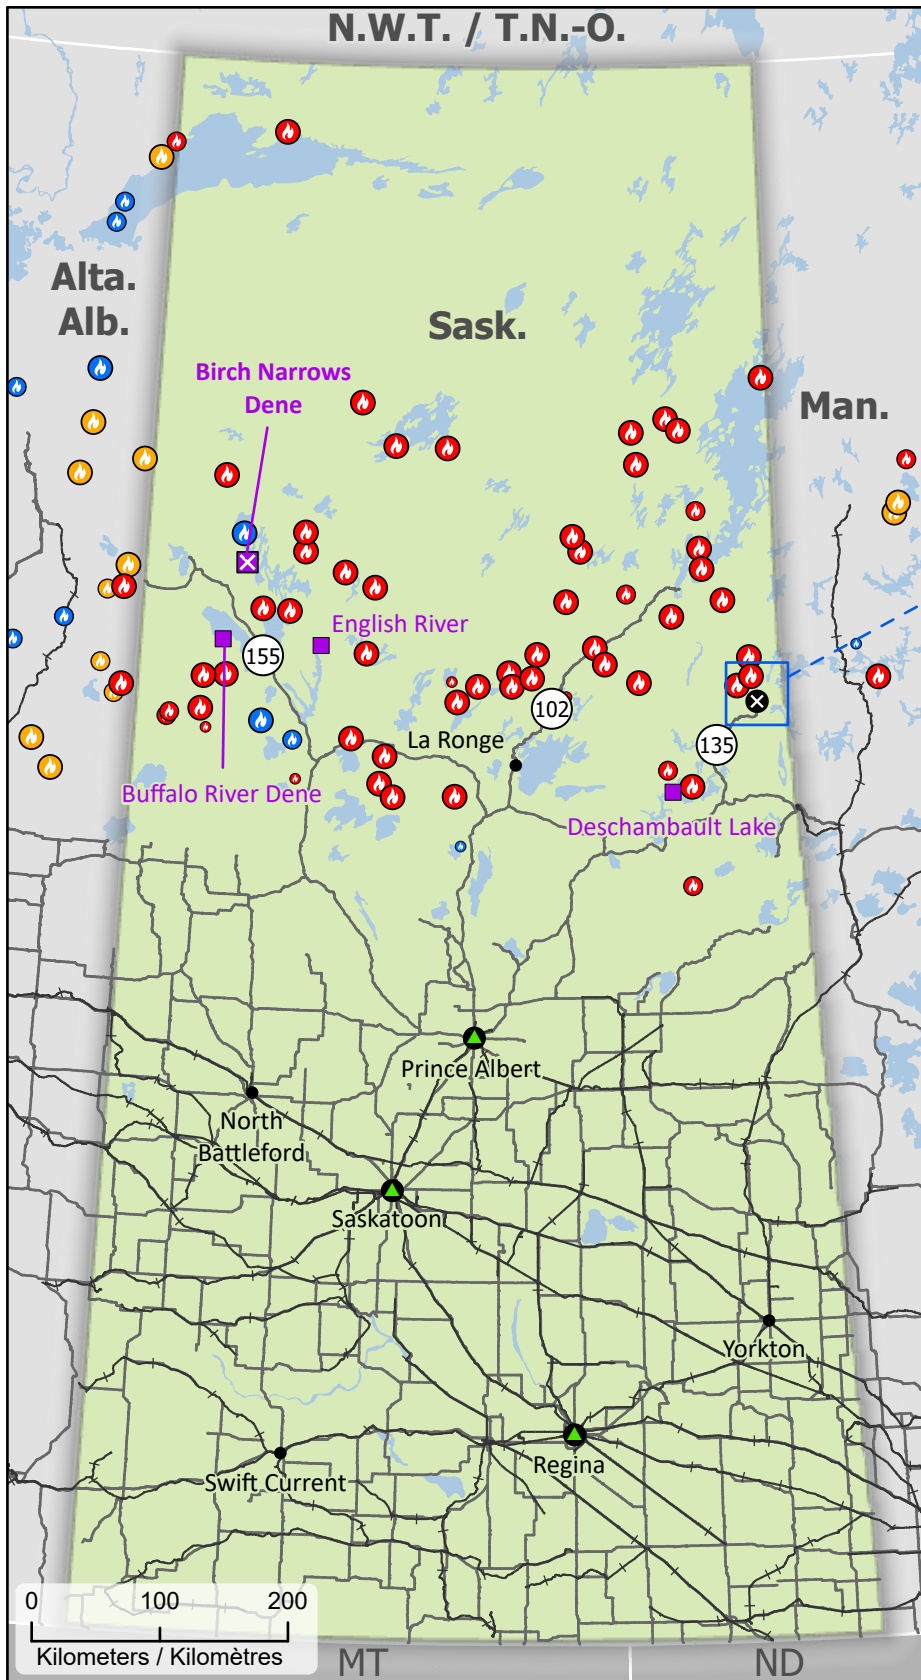 N.W.T. / T.N.-O.
Alta.
Alb.
Sask.
Birch Narrows
Dene
Man.
English River
155
102
La Ronge
135
Buffalo River Dene
Deschambault Lake
Prince Albert
North
Battleford
Saskatoon
Yorkton
Regina
Swift Current
0 100 200
Kilometers / Kilomètres
MT
ND